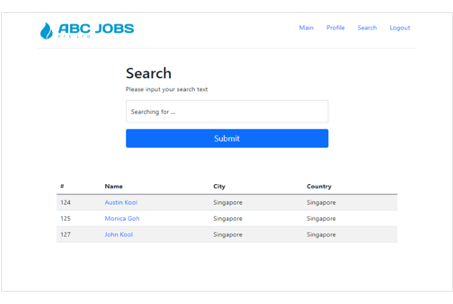 ABC JOBS
PTE LTD
Main Profile Search Logout
Search
Please input your search text
Searching for ...
Submit
# Name City Country
124 Austin Kool Singapore Singapore
125 Monica Goh Singapore Singapore
127 John Kool Singapore Singapore